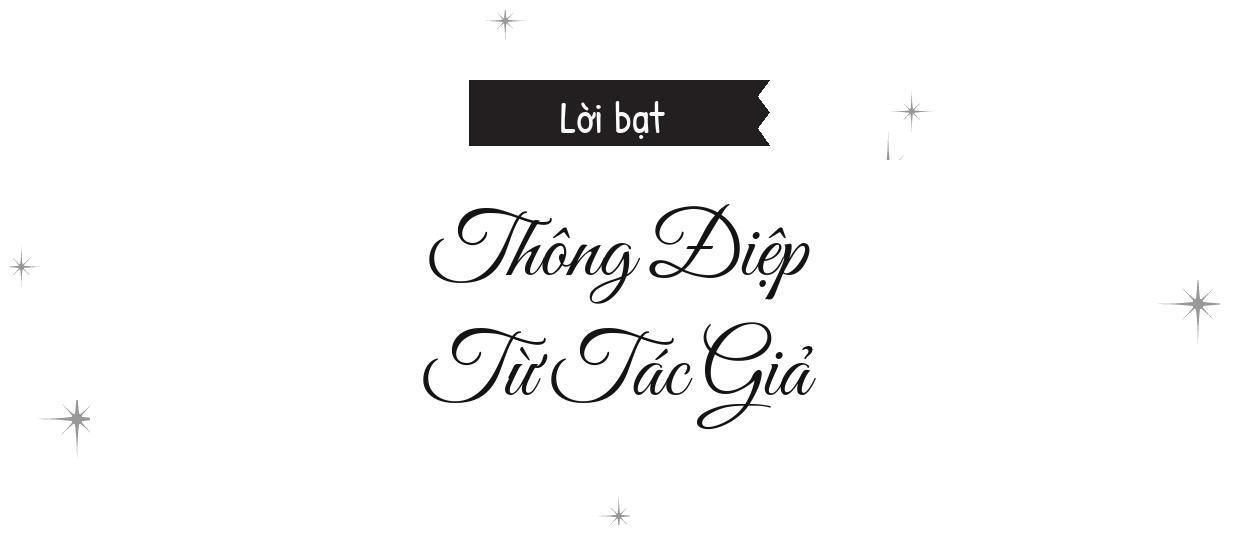 Lời bạt
Thông Điệp
Từ Tác Giả